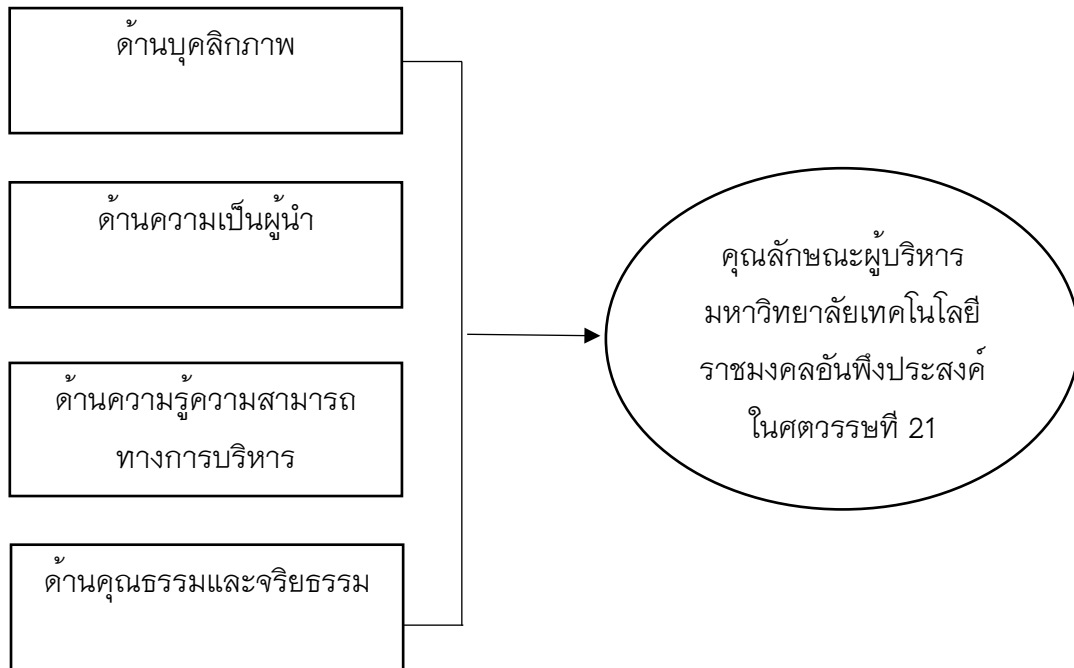 ด้านบุคลิกภาพ
ด้านความเป็นผู้นำ
ด้านความรู้ความสามารถ
ทางการบริหาร
ด้านคุณธรรมและจริยธรรม
คุณลักษณะผู้บริหาร
มหาวิทยาลัยเทคโนโลยี
ราชมงคลอันพึงประสงค์
ในศตวรรษที่ 21